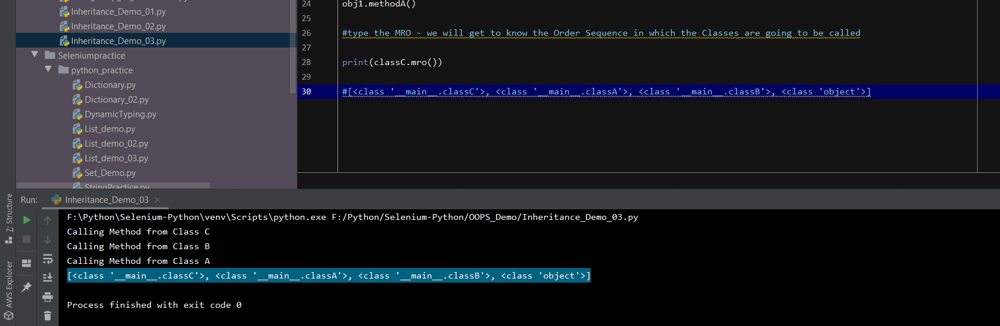 Inheritance_Demo_01.py
Inheritance_Demo_02.py
Inheritance_Demo_03.py
Seleniumpractice
python_practice
Dictionary.py
Dictionary_02.py
DynamicTyping.py
List_demo.py
List_demo_02.py
List_demo_03.py
Set_Demo.py
StringPractice.py
24 obj1.methodA()
25
26 #type the MRO - we will get to know the Order Sequence in which the Classes are going to be called
27
28 print(classC.mro())
29
30 #[<class '__main__.classC'>, <class '__main__.classA'>, <class '__main__.classB'>, <class 'object'>]
7: Structure
AWS Explorer
Run: Inheritance_Demo_03
F:\Python\Selenium-Python\venv\Scripts\python.exe F:/Python/Selenium-Python/OOPS_Demo/Inheritance_Demo_03.py
Calling Method from Class C
Calling Method from Class B
Calling Method from Class A
[<class '__main__.classC'>, <class '__main__.classA'>, <class '__main__.classB'>, <class 'object'>]
Process finished with exit code 0